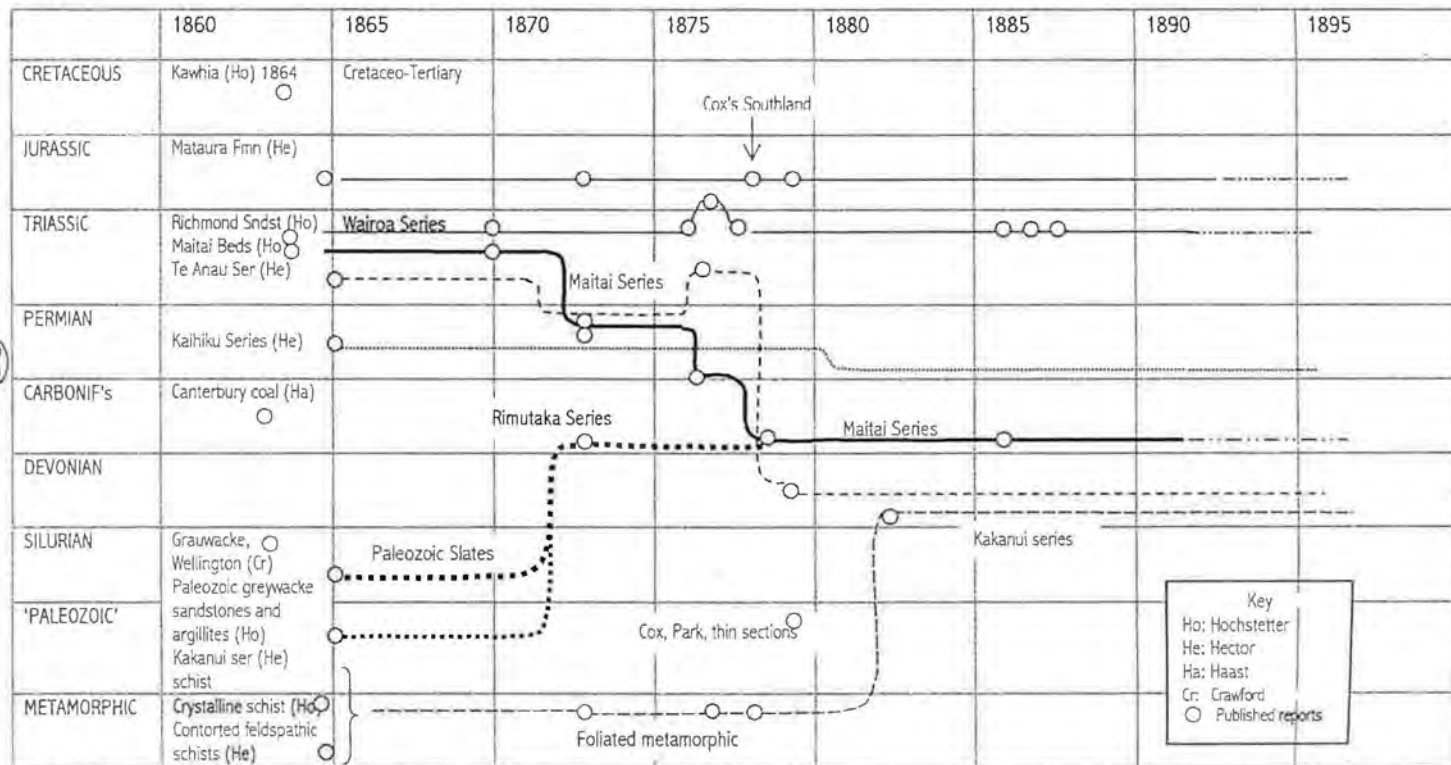 1860 1865 1870 1875 1880 1885 1890 1895
CRETACEOUS Kawhia (Ho) 1864 Cretaceo-Tertiary
Cox's Southland
JURASSIC Mataura Fmn (He)
TRIASSIC Richmond Sndst (Ho) Wairoa Series
Maitai Beds (Ho
Te Anau Ser (He) Maitai Series
PERMIAN
Kaihiku Series (He)
CARBONIF's Canterbury coal (Ha)
Rimutaka Series Maitai Series
DEVONIAN
SILURIAN Grauwacke, Kakanui series
Wellington (Cr) Paleozoic Slates
Paleozoic greywacke
sandstones and
'PALEOZOIC' argillites (Ho) Cox, Park, thin sections
Kakanui ser (He)
schist
METAMORPHIC Crystalline schist (Ho)
Contorted feldspathic Foliated metamorphic
schists (He)
Key
Ho: Hochstetter
He: Hector
Ha: Haast
Cr: Crawford
Published reports